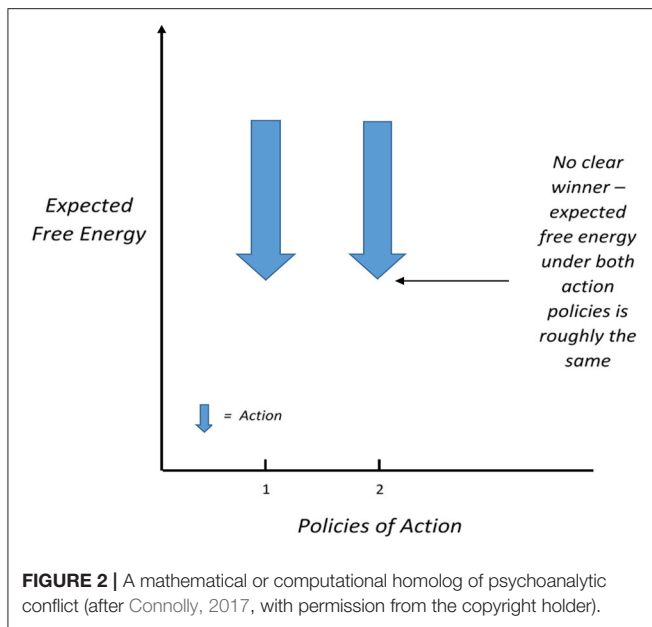 Expected
Free Energy
No clear
winner –
expected
free energy
under both
action
policies is
roughly the
same
= Action
1
2
Policies of Action
FIGURE 2 | A mathematical or computational homolog of psychoanalytic
conflict (after Connolly, 2017, with permission from the copyright holder).